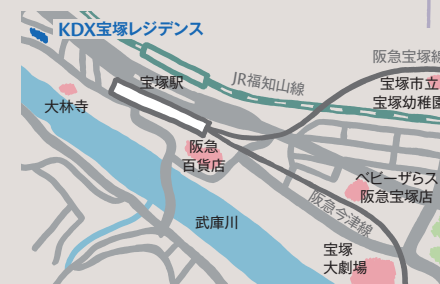 KDX宝塚レジデンス
阪急宝塚線
宝塚駅
JR福知山線
宝塚市立
宝塚幼稚園
大林寺
阪急
百貨店
ベビーザらス
阪急宝塚店
阪急今津線
武庫川
宝塚
大劇場